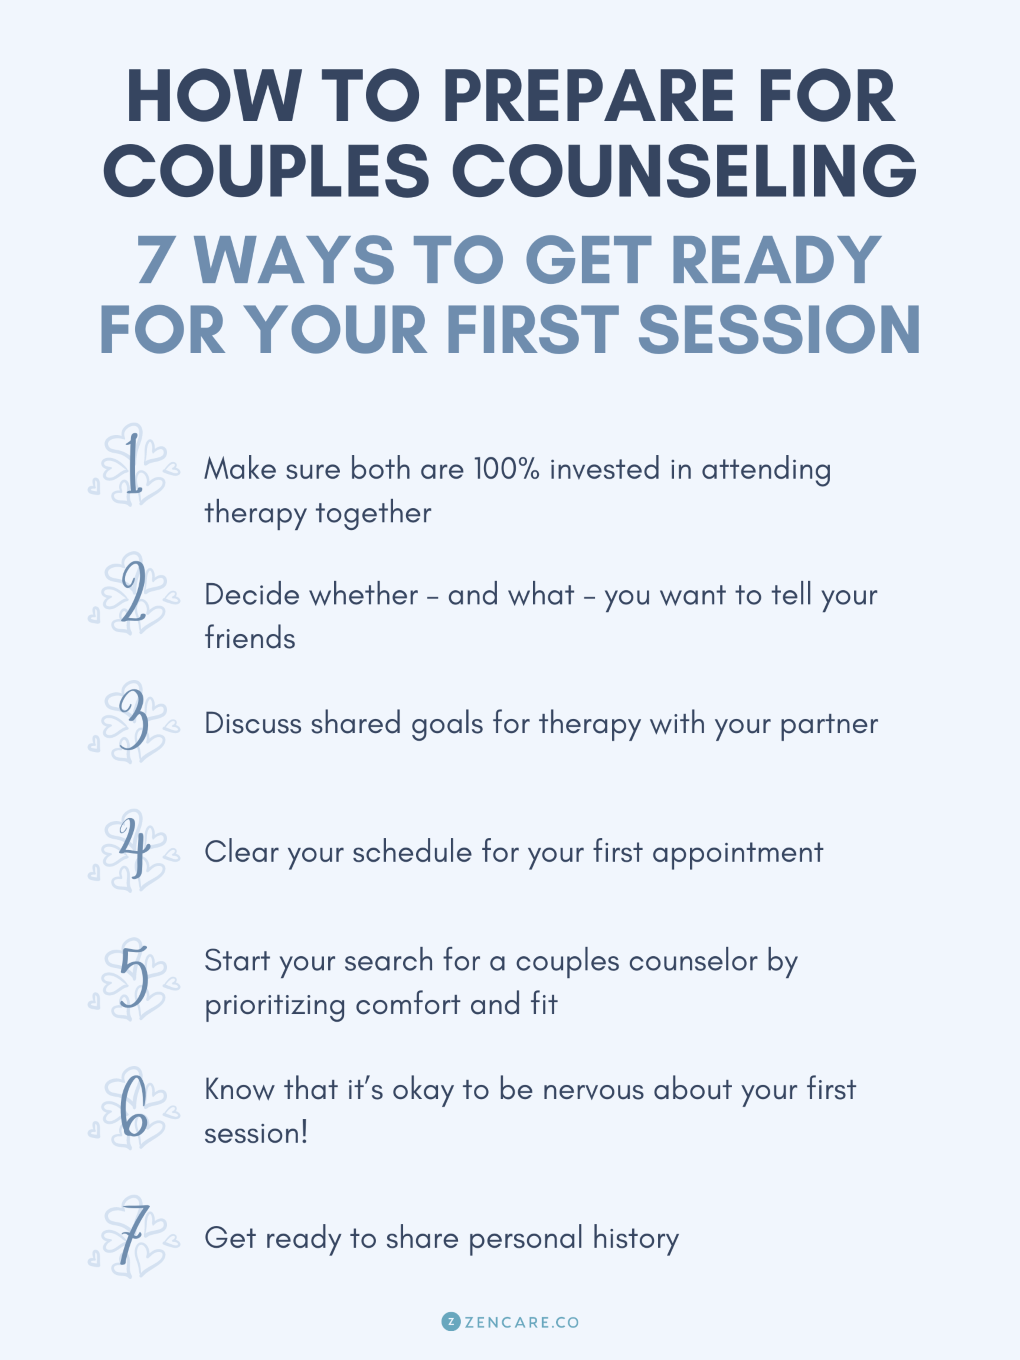 HOW TO PREPARE FOR
COUPLES COUNSELING
7 WAYS TO GET READY
FOR YOUR FIRST SESSION
1
Make sure both are 100% invested in attending
therapy together
2
Decide whether – and what – you want to tell your
friends
3
Discuss shared goals for therapy with your partner
4
Clear your schedule for your first appointment
5
Start your search for a couples counselor by
prioritizing comfort and fit
6
Know that it’s okay to be nervous about your first
session!
7
Get ready to share personal history
Z ZENCARE.CO